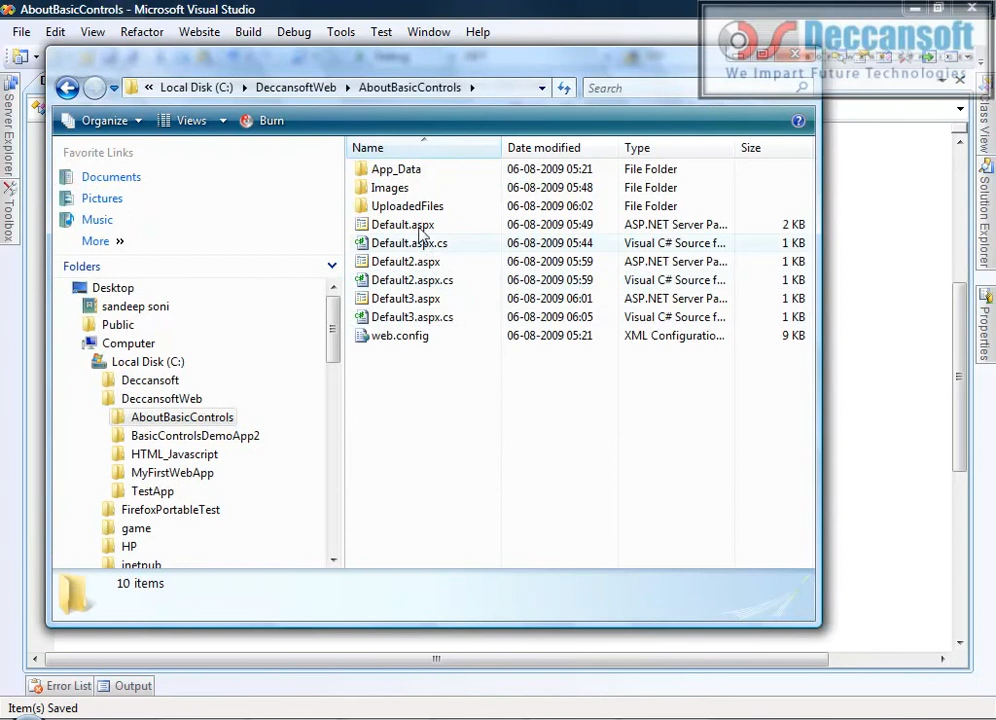 AboutBasicControls - Microsoft Visual Studio
File Edit View Refactor Website Build Debug Tools Test Window Help
Deccansoft
We Impart Future Technologies
Local Disk (C:) DeccansoftWeb AboutBasicControls
Search
Organize Views Burn
Favorite Links
Documents
Pictures
Music
More »
Folders
Desktop
sandeep soni
Public
Computer
Local Disk (C:)
Deccansoft
DeccansoftWeb
AboutBasicControls
BasicControlsDemoApp2
HTML_Javascript
MyFirstWebApp
TestApp
FirefoxPortableTest
game
HP
inetpub
Name Date modified Type Size
App_Data 06-08-2009 05:21 File Folder
Images 06-08-2009 05:48 File Folder
UploadedFiles 06-08-2009 06:02 File Folder
Default.aspx 06-08-2009 05:49 ASP.NET Server Pa... 2 KB
Default.aspx.cs 06-08-2009 05:44 Visual C# Source f... 1 KB
Default2.aspx 06-08-2009 05:59 ASP.NET Server Pa... 1 KB
Default2.aspx.cs 06-08-2009 05:59 Visual C# Source f... 1 KB
Default3.aspx 06-08-2009 06:01 ASP.NET Server Pa... 1 KB
Default3.aspx.cs 06-08-2009 06:05 Visual C# Source f... 1 KB
web.config 06-08-2009 05:21 XML Configuratio... 9 KB
10 items
Server Explorer
Toolbox
Class View
Solution Explorer
Properties
Error List Output
Item(s) Saved